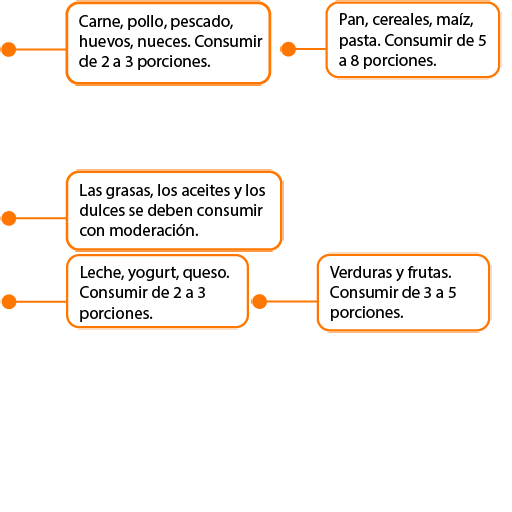 Carne, pollo, pescado,
huevos, nueces. Consumir
de 2 a 3 porciones.
Pan, cereales, maíz,
pasta. Consumir de 5
a 8 porciones.
Las grasas, los aceites y los
dulces se deben consumir
con moderación.
Leche, yogurt, queso.
Consumir de 2 a 3
porciones.
Verduras y frutas.
Consumir de 3 a 5
porciones.